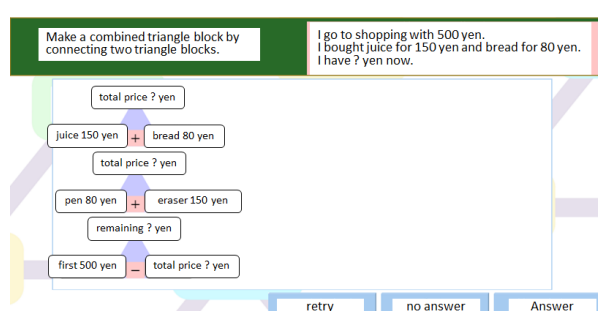 Make a combined triangle block by
connecting two triangle blocks.
I go to shopping with 500 yen.
I bought juice for 150 yen and bread for 80 yen.
I have ? yen now.
total price ? yen
juice 150 yen + bread 80 yen
total price ? yen
pen 80 yen + eraser 150 yen
remaining ? yen
first 500 yen − total price ? yen
retry no answer Answer